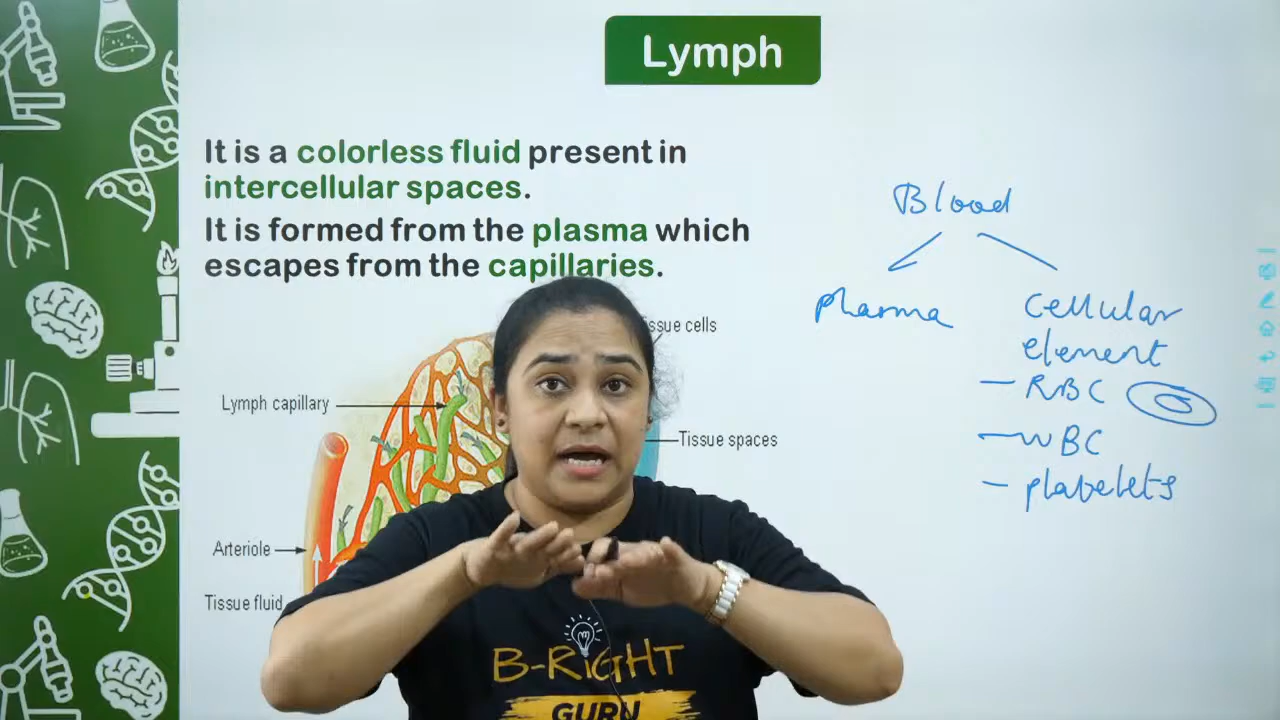 Lymph
It is a colorless fluid present in
intercellular spaces.
It is formed from the plasma which
escapes from the capillaries.
Blood
plasma
cellular
element
- RBC
- WBC
- platelets
tissue cells
Lymph capillary
Tissue spaces
Arteriole
Tissue fluid
B-RiGHT
GURU